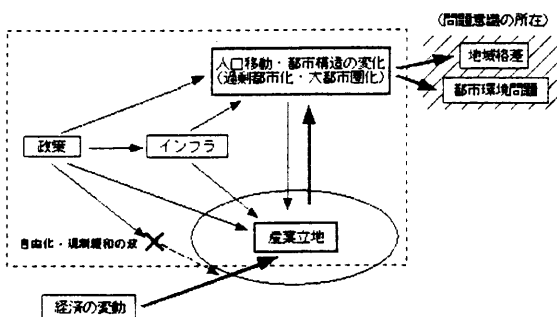 (問題意識の所在)
人口移動・都市構造の変化
(過剰都市化・大都市圏化)
地域格差
都市環境問題
政策
インフラ
自由化・規制緩和の波
産業立地
経済の変動